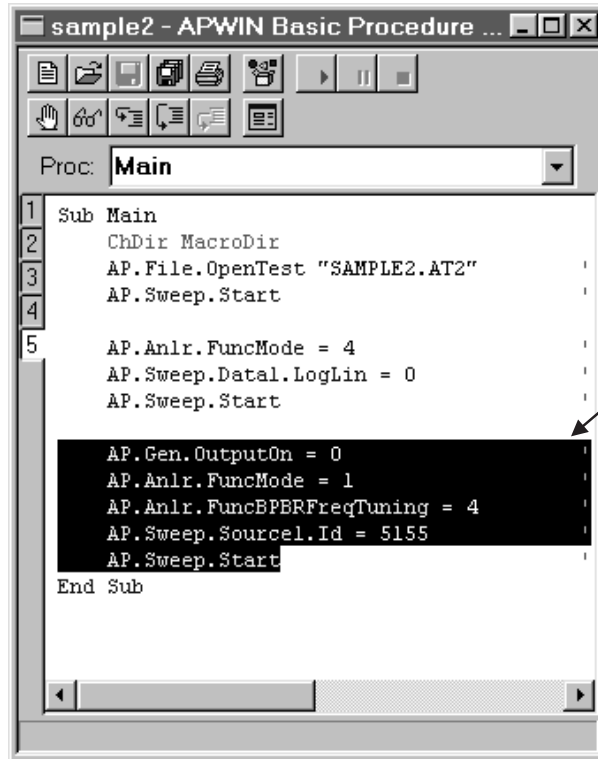 sample2 - APWIN Basic Procedure ...
Proc: Main
1
2
3
4
5
Sub Main
ChDir MacroDir
AP.File.OpenTest "SAMPLE2.AT2" '
AP.Sweep.Start '
AP.Anlr.FuncMode = 4 '
AP.Sweep.Data1.LogLin = 0 '
AP.Sweep.Start '
AP.Gen.OutputOn = 0 '
AP.Anlr.FuncMode = 1 '
AP.Anlr.FuncBPBRFreqTuning = 4 '
AP.Sweep.Source1.Id = 5155 '
AP.Sweep.Start '
End Sub